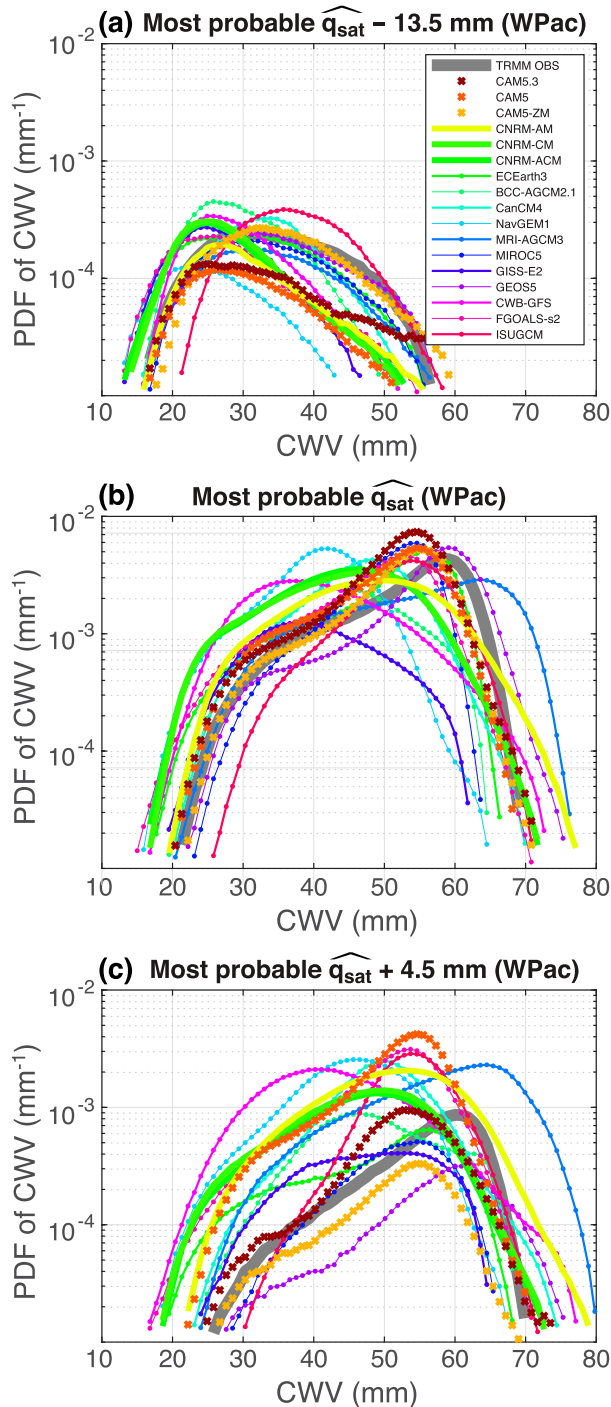 (a) Most probable q̂sat − 13.5 mm (WPac)
10⁻²
10⁻³
10⁻⁴
PDF of CWV (mm⁻¹)
TRMM OBS
CAM5.3
CAM5
CAM5-ZM
CNRM-AM
CNRM-CM
CNRM-ACM
ECEarth3
BCC-AGCM2.1
CanCM4
NavGEM1
MRI-AGCM3
MIROC5
GISS-E2
GEOS5
CWB-GFS
FGOALS-s2
ISUGCM
10 20 30 40 50 60 70 80
CWV (mm)
(b) Most probable q̂sat (WPac)
10⁻²
10⁻³
10⁻⁴
PDF of CWV (mm⁻¹)
10 20 30 40 50 60 70 80
CWV (mm)
(c) Most probable q̂sat + 4.5 mm (WPac)
10⁻²
10⁻³
10⁻⁴
PDF of CWV (mm⁻¹)
10 20 30 40 50 60 70 80
CWV (mm)